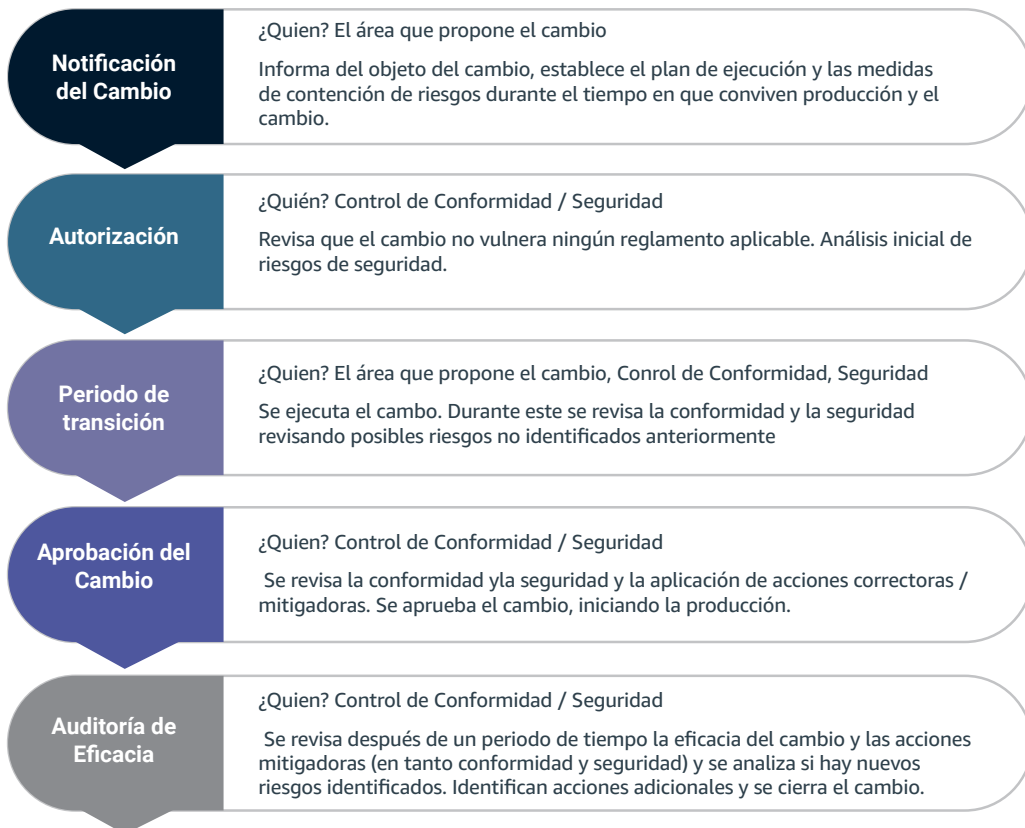 Notificación
del Cambio
¿Quien? El área que propone el cambio
Informa del objeto del cambio, establece el plan de ejecución y las medidas
de contención de riesgos durante el tiempo en que conviven producción y el
cambio.
Autorización
¿Quién? Control de Conformidad / Seguridad
Revisa que el cambio no vulnera ningún reglamento aplicable. Análisis inicial de
riesgos de seguridad.
Periodo de
transición
¿Quien? El área que propone el cambio, Conrol de Conformidad, Seguridad
Se ejecuta el cambo. Durante este se revisa la conformidad y la seguridad
revisando posibles riesgos no identificados anteriormente
Aprobación del
Cambio
¿Quien? Control de Conformidad / Seguridad
Se revisa la conformidad yla seguridad y la aplicación de acciones correctoras /
mitigadoras. Se aprueba el cambio, iniciando la producción.
Auditoría de
Eficacia
¿Quien? Control de Conformidad / Seguridad
Se revisa después de un periodo de tiempo la eficacia del cambio y las acciones
mitigadoras (en tanto conformidad y seguridad) y se analiza si hay nuevos
riesgos identificados. Identifican acciones adicionales y se cierra el cambio.